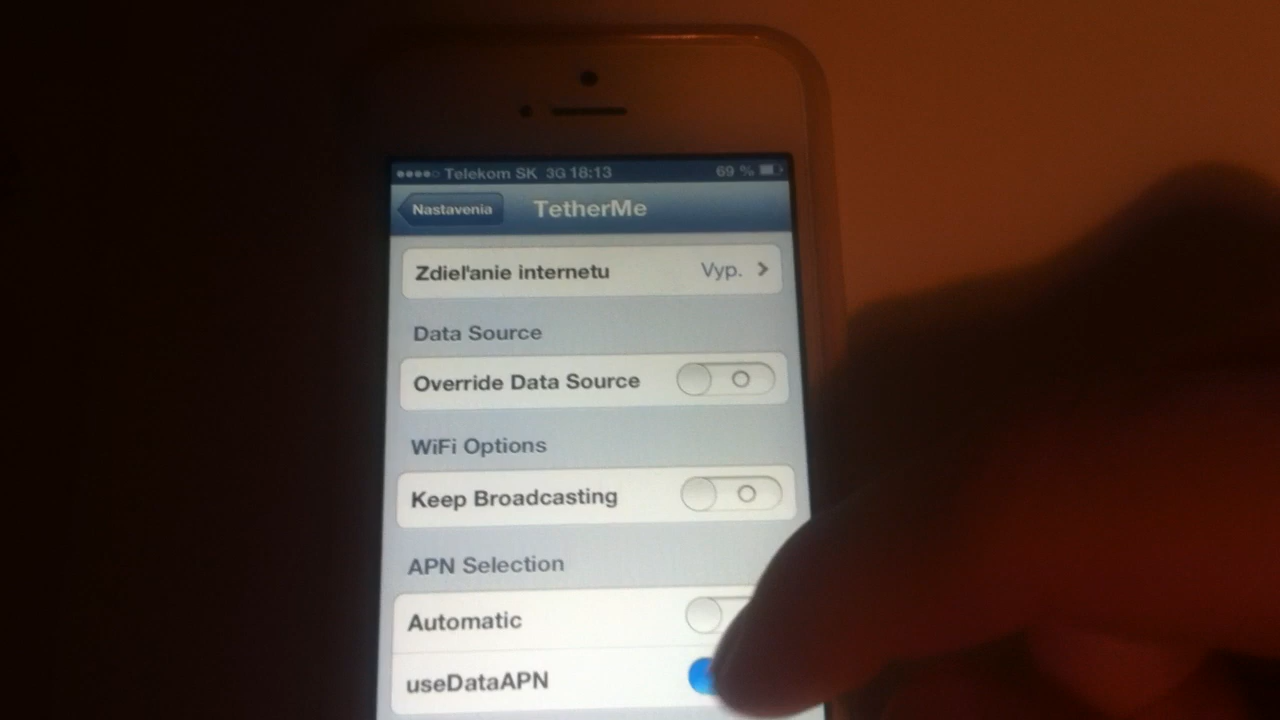 Telekom SK 3G 18:13 69 %
Nastavenia TetherMe
Zdieľanie internetu Vyp.
Data Source
Override Data Source
WiFi Options
Keep Broadcasting
APN Selection
Automatic
useDataAPN